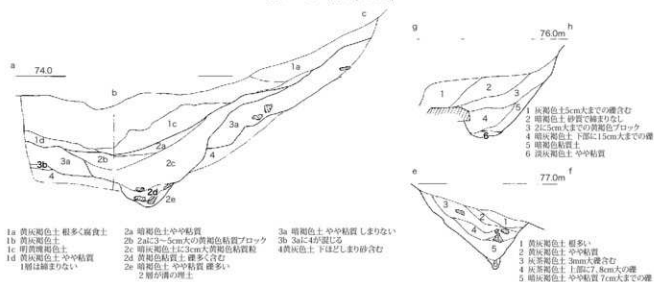 c
a
74.0
b
1a
1c
2a
3a
1d
3b
3a
2b
2c
4
4
2d
2e
1a 黄灰褐色土 根多く腐食土
1b 黄灰褐色土
1c 明黄塊褐色土
1d 黄灰褐色土 やや粘質
1層は締まりない
2a 暗褐色土やや粘質
2b 2aに3〜5cm大の黄褐色粘質ブロック
2c 暗灰褐色土に3cm大黄褐色粘質粒
2d 黄灰褐色粘質土 礫多く含む
2e 暗褐色土 やや粘質 礫多い
2層が溝の埋土
3a 暗褐色土 やや粘質 しまりない
3b 3aに4が混じる
4黄灰色土 下ほどしまり砂含む
g
h
76.0m
1
2
3
4
5
6
1 灰褐色土5cm大までの礫含む
2 暗褐色土 砂質で締まりなし
3 2に5cm大までの黄褐色ブロック
4 暗灰褐色土 下部に15cm大までの礫
5 暗褐色粘質土
6 淡灰褐色土 やや粘質
e
f
77.0m
3
2
1
4
5
1 黄灰褐色土 根多い
2 黄灰褐色土
3 灰茶褐色土 3mm大礫含む
4 灰茶褐色土 上部に7、8cm大の礫
5 暗灰褐色土 やや粘質 7cm大までの礫